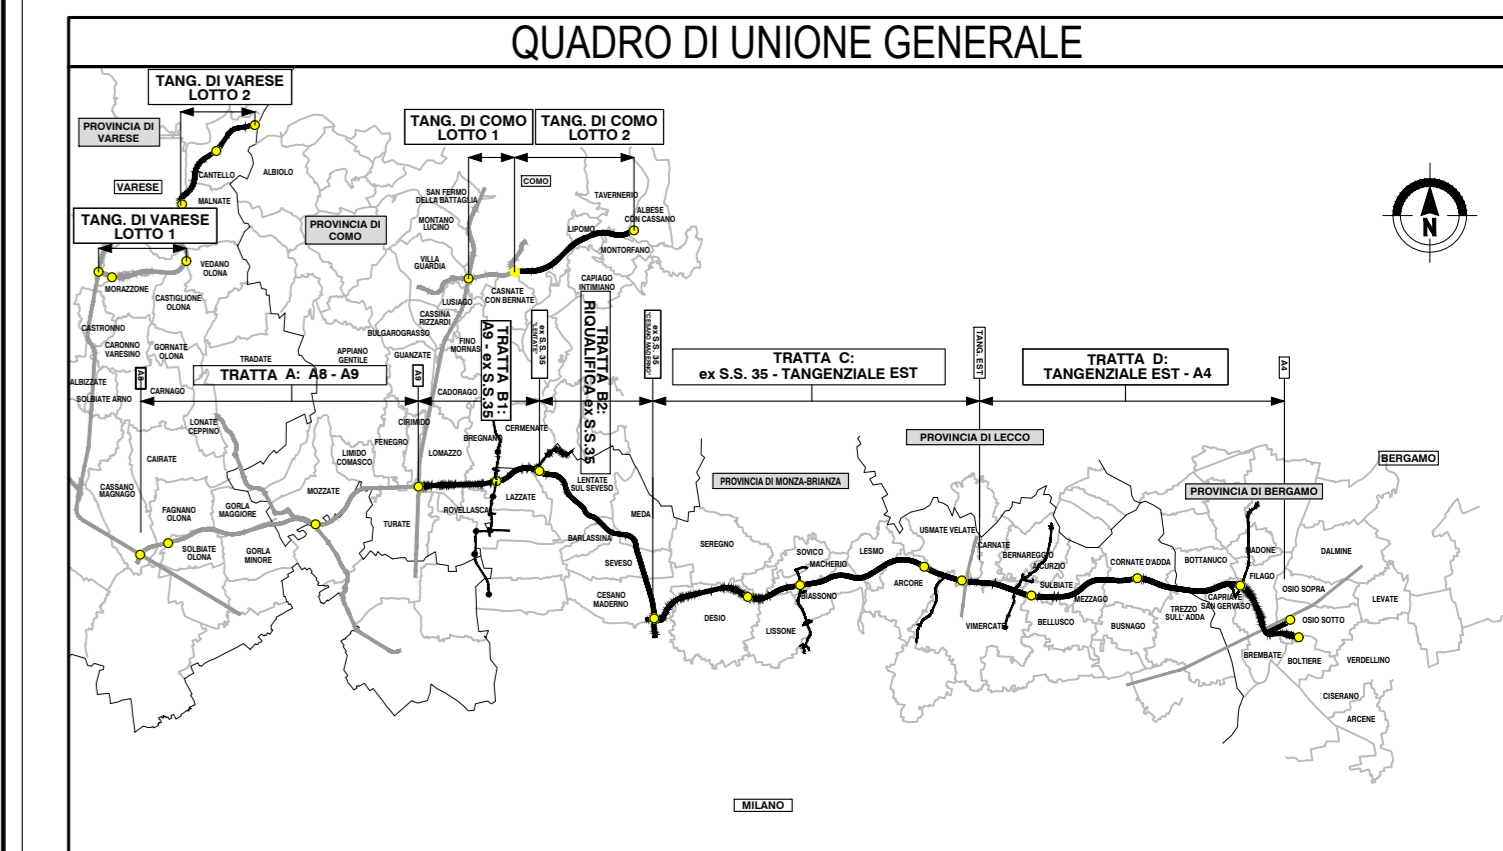 QUADRO DI UNIONE GENERALE
TANG. DI VARESE
LOTTO 2
PROVINCIA DI
VARESE
VARESE
CANTELLO
ALBIOLO
MALNATE
TANG. DI VARESE
LOTTO 1
PROVINCIA DI
COMO
TANG. DI COMO
LOTTO 1
TANG. DI COMO
LOTTO 2
COMO
SAN FERMO
DELLA BATTAGLIA
MONTANO
LUCINO
VILLA
GUARDIA
TAVERNERIO
ALBESE
CON CASSANO
LIPOMO
MONTORFANO
CAPIAGO
INTIMIANO
N
VEDANO
OLONA
MORAZZONE
CASTIGLIONE
OLONA
LUSIAGO
CASNATE
CON BERNATE
CASSINA
RIZZARDI
CASTRONNO
CARONNO
VARESINO
GORNATE
OLONA
TRADATE
APPIANO
GENTILE
BULGAROGRASSO
GUANZATE
FINO
MORNAS
ALBIZZATE
SOLBIATE ARNO
CARNAGO
A8
TRATTA A: A8 - A9
A9
CADORAGO
TRATTA B1:
A9 - ex S.S.35
ex S.S. 35
"LENTATE"
TRATTA B2:
RIQUALIFICA ex S.S.35
ex S.S. 35
"CESANO MADERNO"
TRATTA C:
ex S.S. 35 - TANGENZIALE EST
TANG. EST
TRATTA D:
TANGENZIALE EST - A4
A4
LONATE
CEPPINO
CIRIMIDO
FENEGRO
BREGNANO
CERMENATE
LIMIDO
COMASCO
LOMAZZO
CAIRATE
PROVINCIA DI LECCO
BERGAMO
CASSANO
MAGNAGO
MOZZATE
LAZZATE
LENTATE
SUL SEVESO
PROVINCIA DI MONZA-BRIANZA
PROVINCIA DI BERGAMO
FAGNANO
OLONA
GORLA
MAGGIORE
TURATE
ROVELLASCA
MEDA
BARLASSINA
SOLBIATE
OLONA
GORLA
MINORE
SEVESO
SEREGNO
SOVICO
MACHERIO
LESMO
USMATE VELATE
CARNATE
BERNAREGGIO
AICURZIO
SULBIATE
CORNATE D'ADDA
BOTTANUCO
MADONE
FILAGO
DALMINE
OSIO SOPRA
LEVATE
CESANO
MADERNO
DESIO
LISSONE
BIASSONO
ARCORE
VIMERCATE
BELLUSCO
MEZZAGO
BUSNAGO
TREZZO
SULL' ADDA
CAPRIATE
SAN GERVASO
OSIO SOTTO
BREMBATE
BOLTIERE
VERDELLINO
CISERANO
ARCENE
MILANO